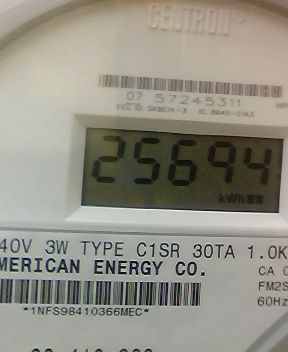 CENTRON®
07 57245311
25694
kWh
40V 3W TYPE C1SR 30TA 1.0K
MERICAN ENERGY CO.
CA 0
FM2S
60Hz
*1NFS98410366MEC*